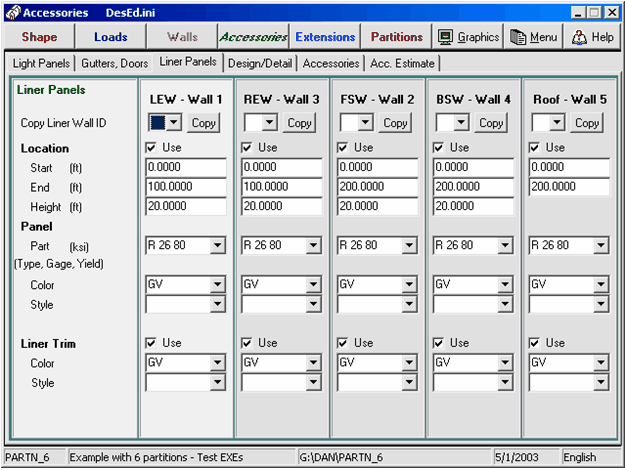 Accessories DesEd.ini
Shape Loads Walls Accessories Extensions Partitions Graphics Menu Help
Light Panels Gutters, Doors Liner Panels Design/Detail Accessories Acc. Estimate
Liner Panels
LEW - Wall 1 REW - Wall 3 FSW - Wall 2 BSW - Wall 4 Roof - Wall 5
Copy Liner Wall ID Copy Copy Copy Copy Copy
Location Use Use Use Use Use
Start (ft) 0.0000 0.0000 0.0000 0.0000 0.0000
End (ft) 100.0000 100.0000 200.0000 200.0000 200.0000
Height (ft) 20.0000 20.0000 20.0000 20.0000
Panel
Part (ksi) R 26 80 R 26 80 R 26 80 R 26 80 R 26 80
(Type, Gage, Yield)
Color GV GV GV GV GV
Style
Liner Trim Use Use Use Use Use
Color GV GV GV GV GV
Style
PARTN_6 Example with 6 partitions - Test EXEs G:\DAN\PARTN_6 5/1/2003 English